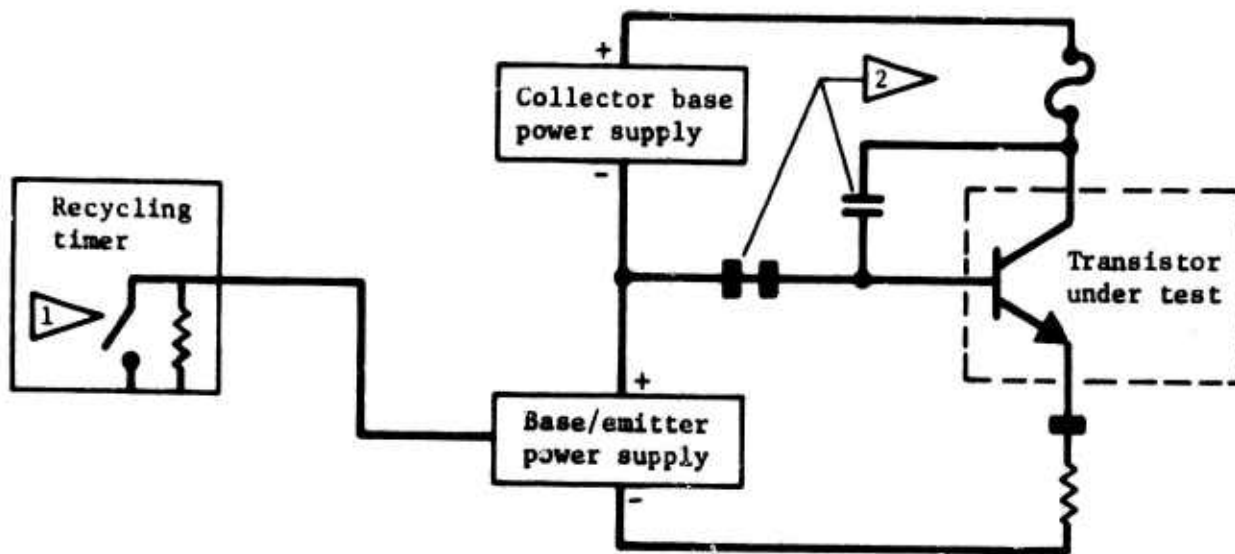 +
Collector base
power supply
-
2
Recycling
timer
1
Transistor
under test
+
Base/emitter
power supply
-